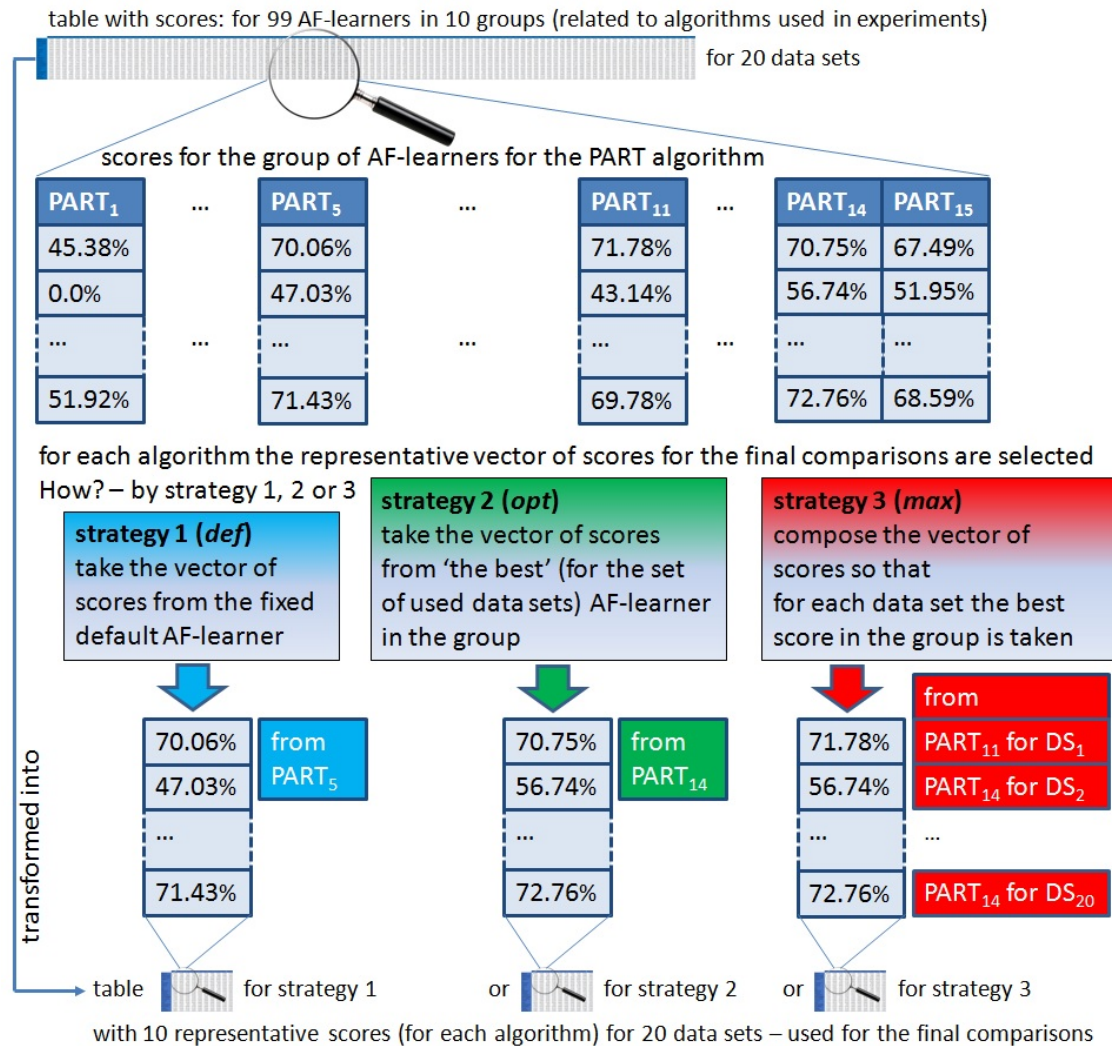 table with scores: for 99 AF-learners in 10 groups (related to algorithms used in experiments)
for 20 data sets
scores for the group of AF-learners for the PART algorithm
PART₁ ... PART₅ ... PART₁₁ ... PART₁₄ PART₁₅
45.38% 70.06% 71.78% 70.75% 67.49%
0.0% 47.03% 43.14% 56.74% 51.95%
... ... ... ... ... ... ... ...
51.92% 71.43% 69.78% 72.76% 68.59%
for each algorithm the representative vector of scores for the final comparisons are selected
How? – by strategy 1, 2 or 3
strategy 1 (def)
take the vector of
scores from the fixed
default AF-learner
strategy 2 (opt)
take the vector of scores
from ‘the best’ (for the set
of used data sets) AF-learner
in the group
strategy 3 (max)
compose the vector of
scores so that
for each data set the best
score in the group is taken
70.06%
47.03%
...
71.43%
from
PART₅
70.75%
56.74%
...
72.76%
from
PART₁₄
71.78%
56.74%
...
72.76%
from
PART₁₁ for DS₁
PART₁₄ for DS₂
...
PART₁₄ for DS₂₀
transformed into
table for strategy 1 or for strategy 2 or for strategy 3
with 10 representative scores (for each algorithm) for 20 data sets – used for the final comparisons